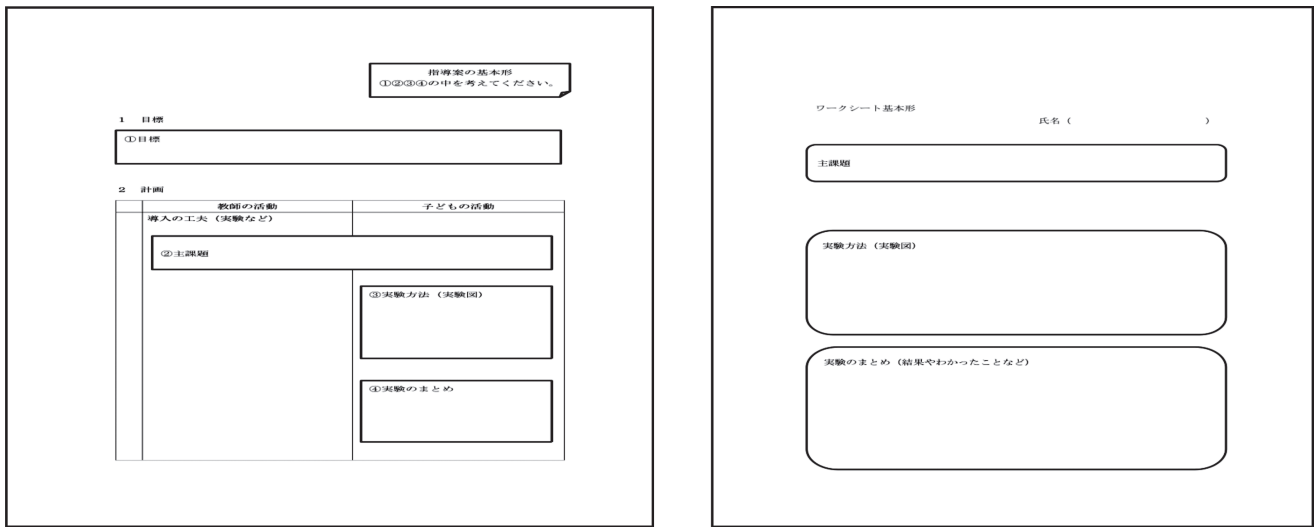 指導案の基本形
①②③④の中を考えてください。
1 目標
①目標
2 計画
教師の活動 子どもの活動
導入の工夫（実験など）
②主課題
③実験方法（実験図）
④実験のまとめ
ワークシート基本形
氏名（ ）
主課題
実験方法（実験図）
実験のまとめ（結果やわかったことなど）